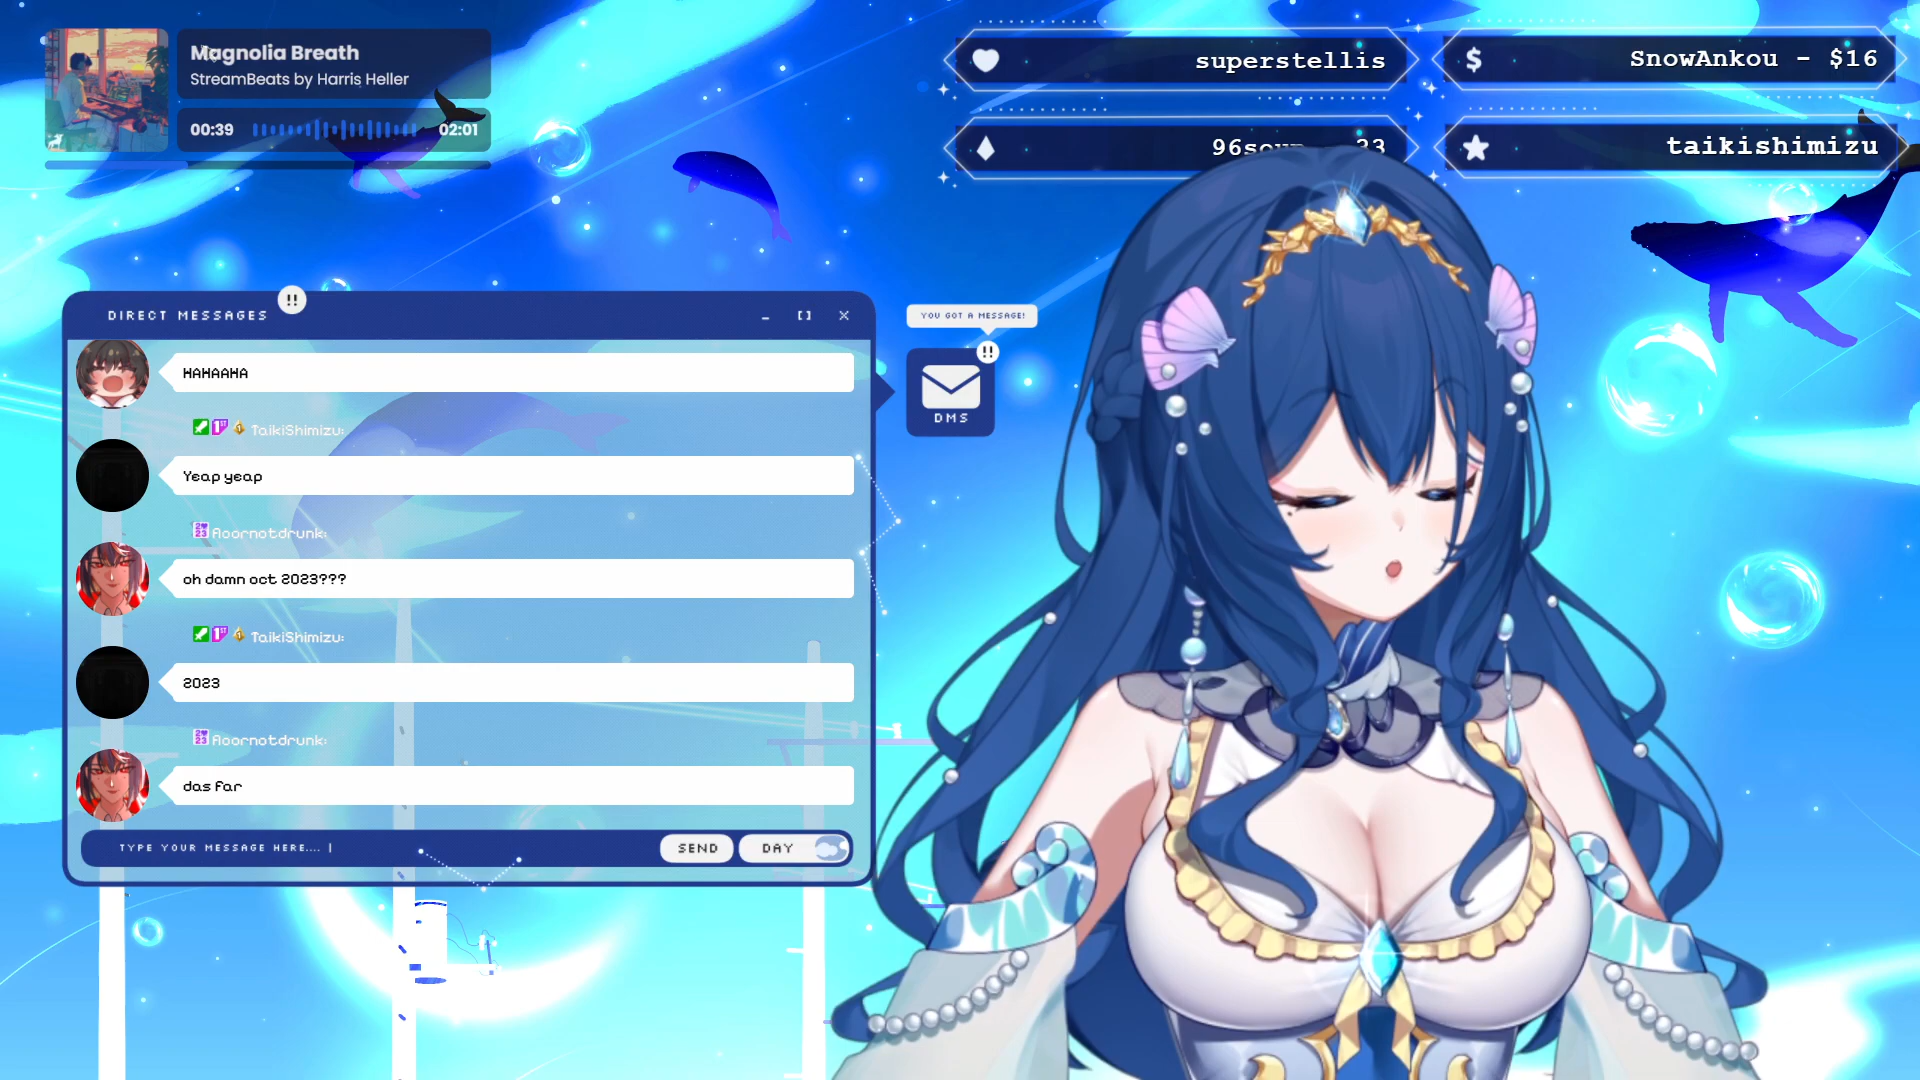 Magnolia Breath
StreamBeats by Harris Heller
00:39
02:01
superstellis
SnowAnkou - $16
taikishimizu
DIRECT MESSAGES
!!
YOU GOT A MESSAGE!
!!
DMS
HAHAAHA
TaikiShimizu:
Yeap yeap
Aoornotdrunk:
oh damn oct 2023???
TaikiShimizu:
2023
Aoornotdrunk:
das far
TYPE YOUR MESSAGE HERE.... |
SEND
DAY